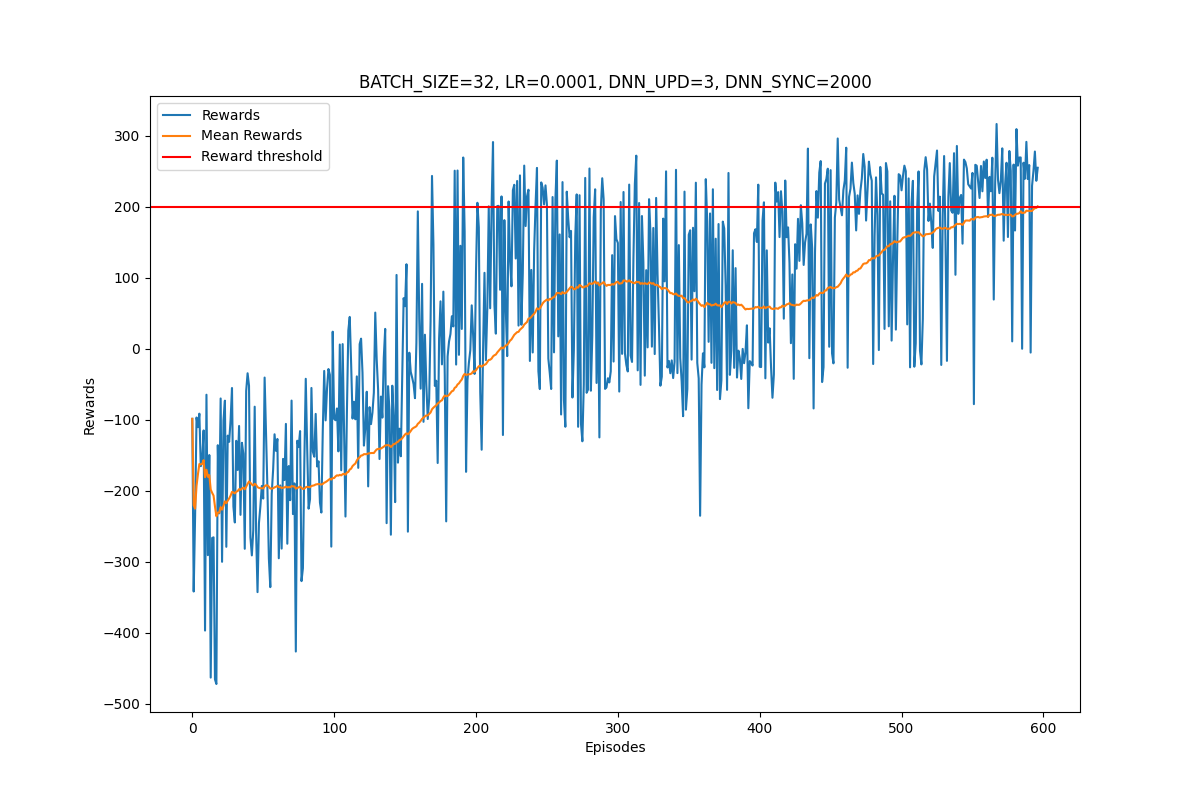 BATCH_SIZE=32, LR=0.0001, DNN_UPD=3, DNN_SYNC=2000
Rewards
Mean Rewards
Reward threshold
300
200
100
0
−100
−200
−300
−400
−500
Rewards
0 100 200 300 400 500 600
Episodes